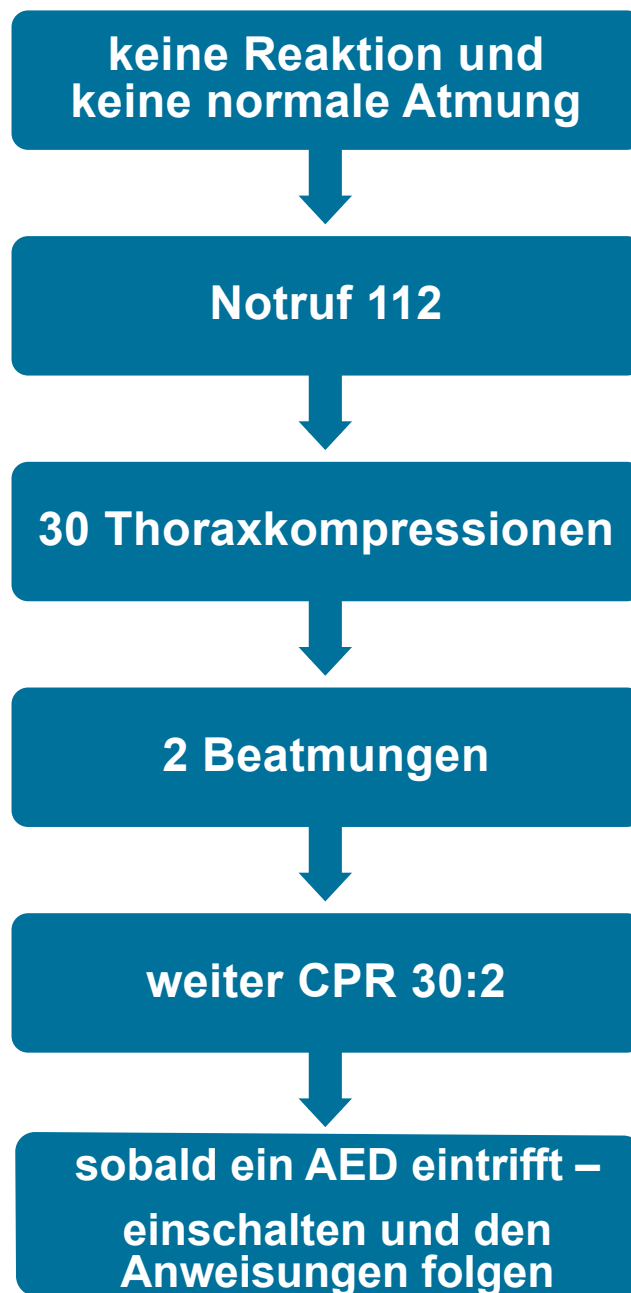 keine Reaktion und
keine normale Atmung
Notruf 112
30 Thoraxkompressionen
2 Beatmungen
weiter CPR 30:2
sobald ein AED eintrifft –
einschalten und den
Anweisungen folgen